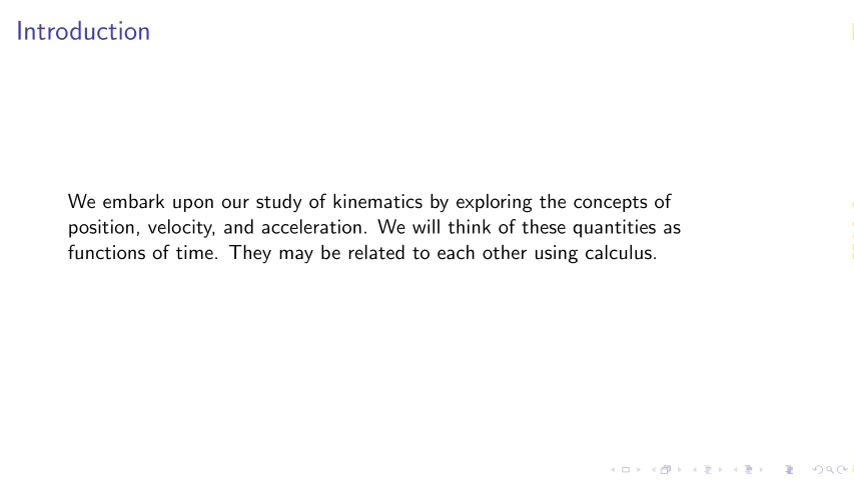 Introduction
We embark upon our study of kinematics by exploring the concepts of
position, velocity, and acceleration. We will think of these quantities as
functions of time. They may be related to each other using calculus.